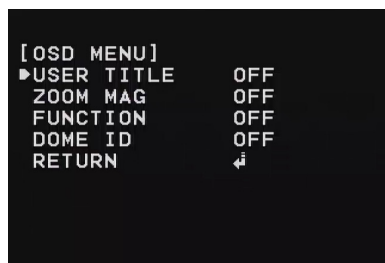 [OSD MENU]
USER TITLE OFF
ZOOM MAG OFF
FUNCTION OFF
DOME ID OFF
RETURN ↲